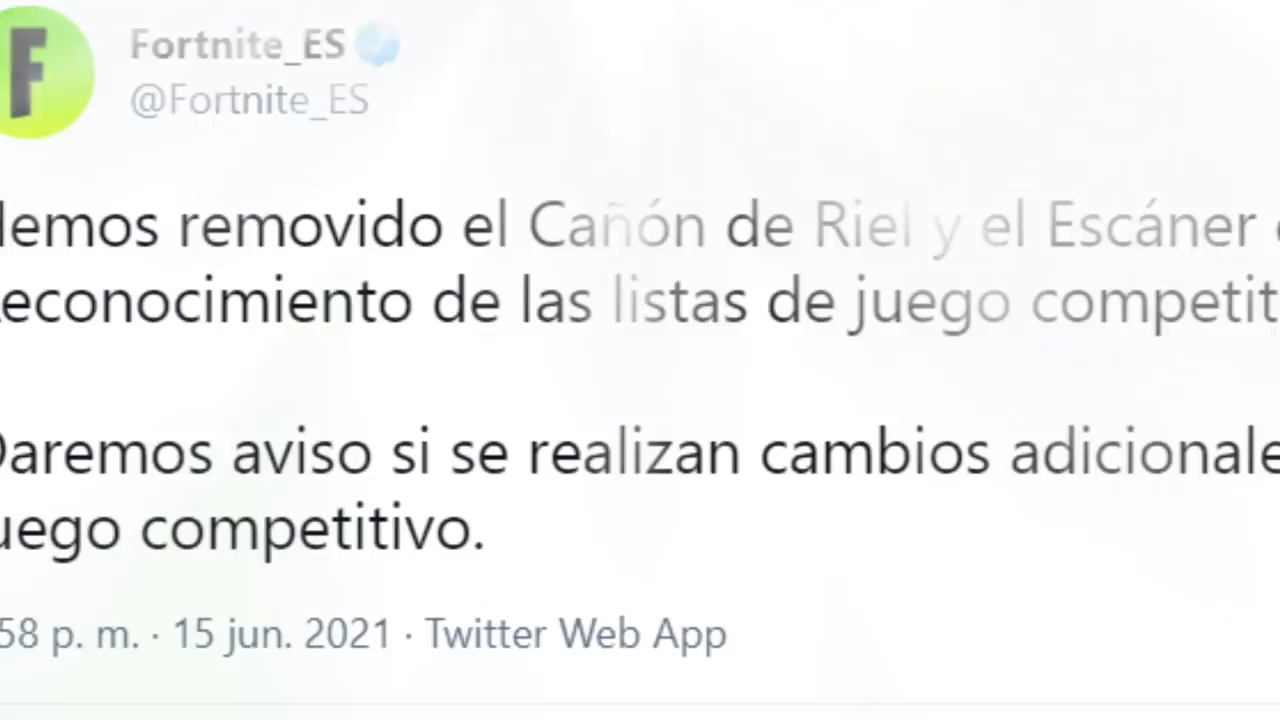 Fortnite_ES
@Fortnite_ES
Hemos removido el Cañón de Riel y el Escáner
econocimiento de las listas de juego competit
Daremos aviso si se realizan cambios adicionale
uego competitivo.
58 p. m. · 15 jun. 2021 · Twitter Web App